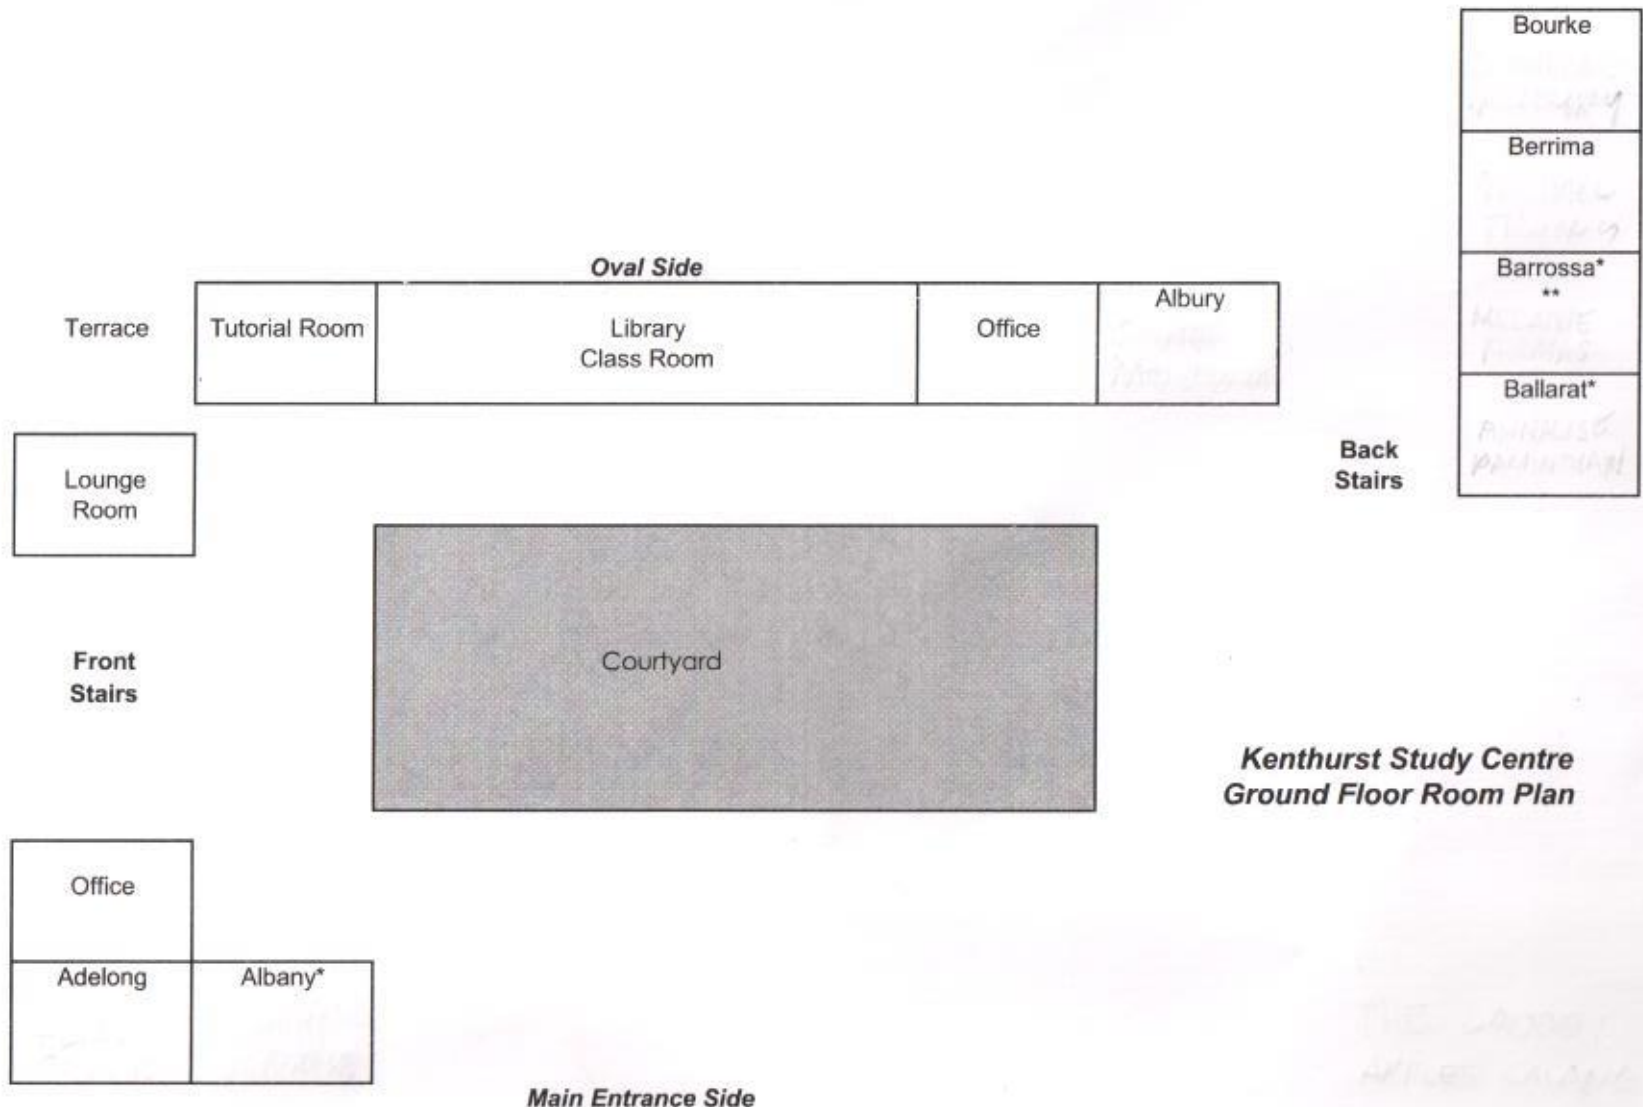 Bourke
Berrima
Oval Side
Barrossa*
**
Albury
Terrace
Tutorial Room
Library
Class Room
Office
Ballarat*
Back
Stairs
Lounge
Room
Front
Stairs
Courtyard
Kenthurst Study Centre
Ground Floor Room Plan
Office
Adelong
Albany*
THE
Main Entrance Side